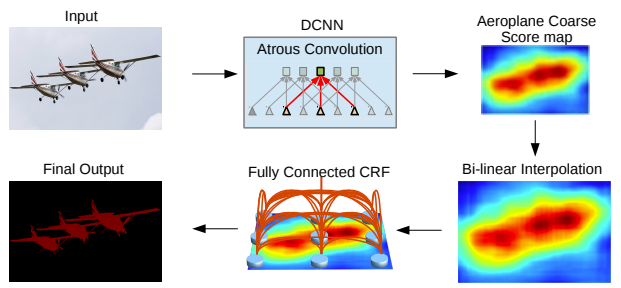 Input
DCNN
Atrous Convolution
Aeroplane Coarse
Score map
Final Output
Fully Connected CRF
Bi-linear Interpolation